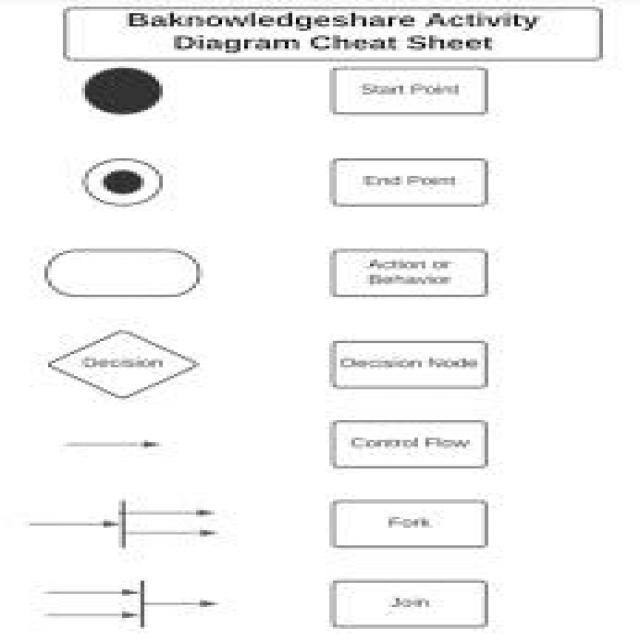 Baknowledgeshare Activity
Diagram Cheat Sheet
Start Point
End Point
Action or
Behavior
Decision
Decision Node
Control Flow
Fork
Join